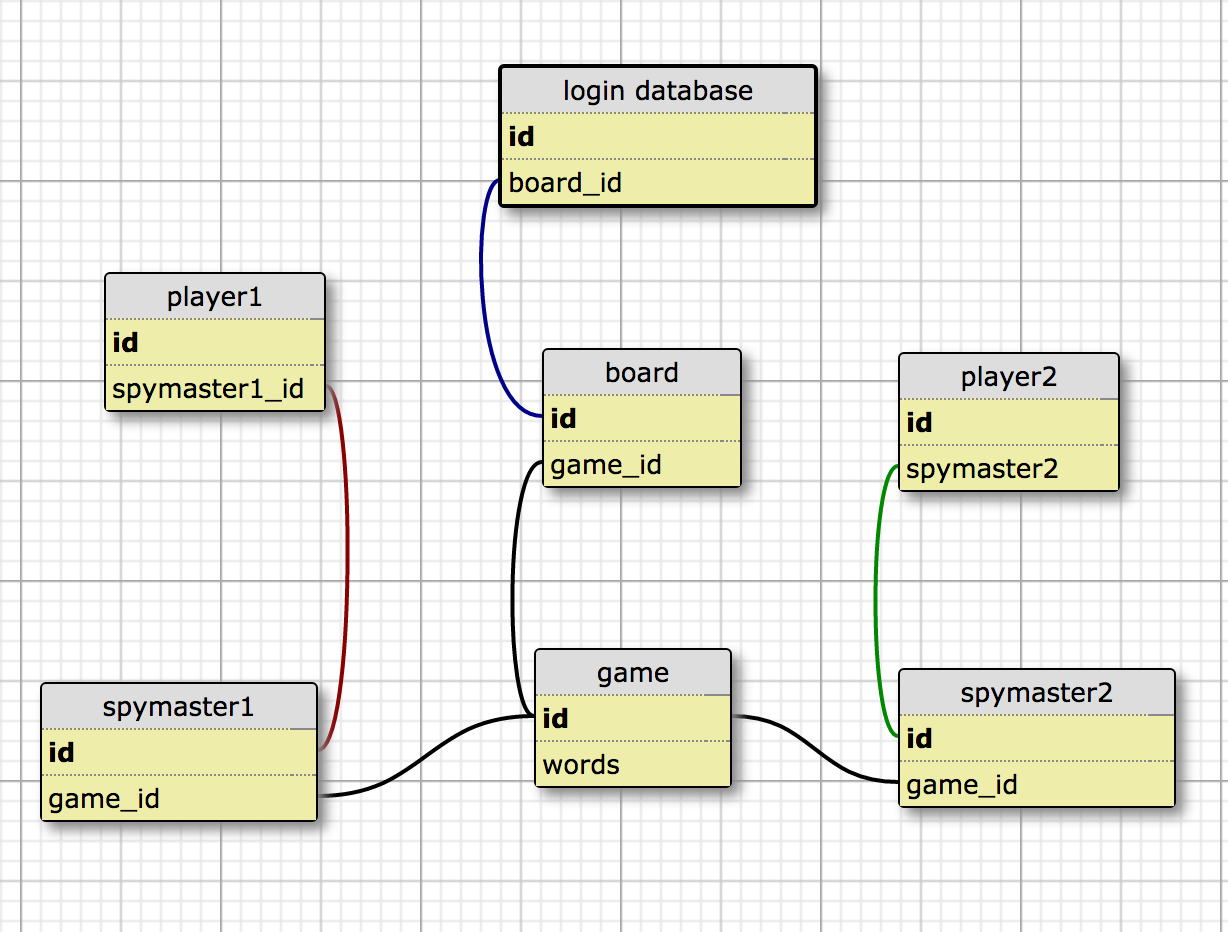 login database
id
board_id
player1
id
spymaster1_id
board
id
game_id
player2
id
spymaster2
game
id
words
spymaster1
id
game_id
spymaster2
id
game_id